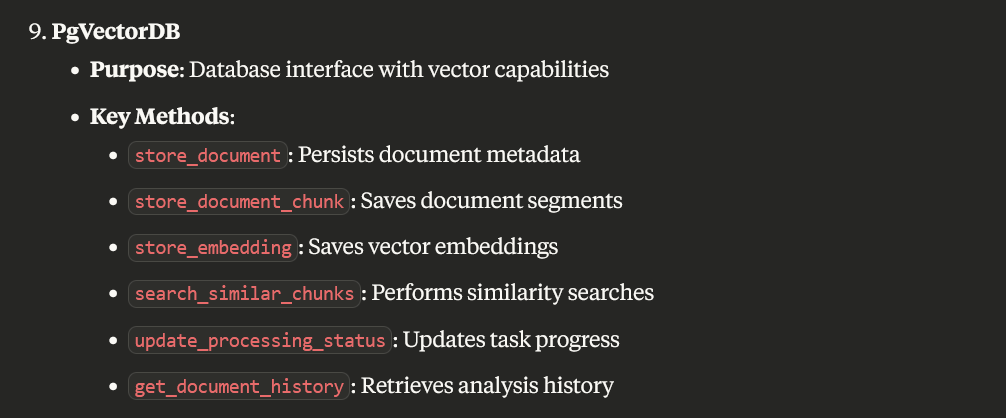 9. PgVectorDB
• Purpose: Database interface with vector capabilities
• Key Methods:
• store_document: Persists document metadata
• store_document_chunk: Saves document segments
• store_embedding: Saves vector embeddings
• search_similar_chunks: Performs similarity searches
• update_processing_status: Updates task progress
• get_document_history: Retrieves analysis history